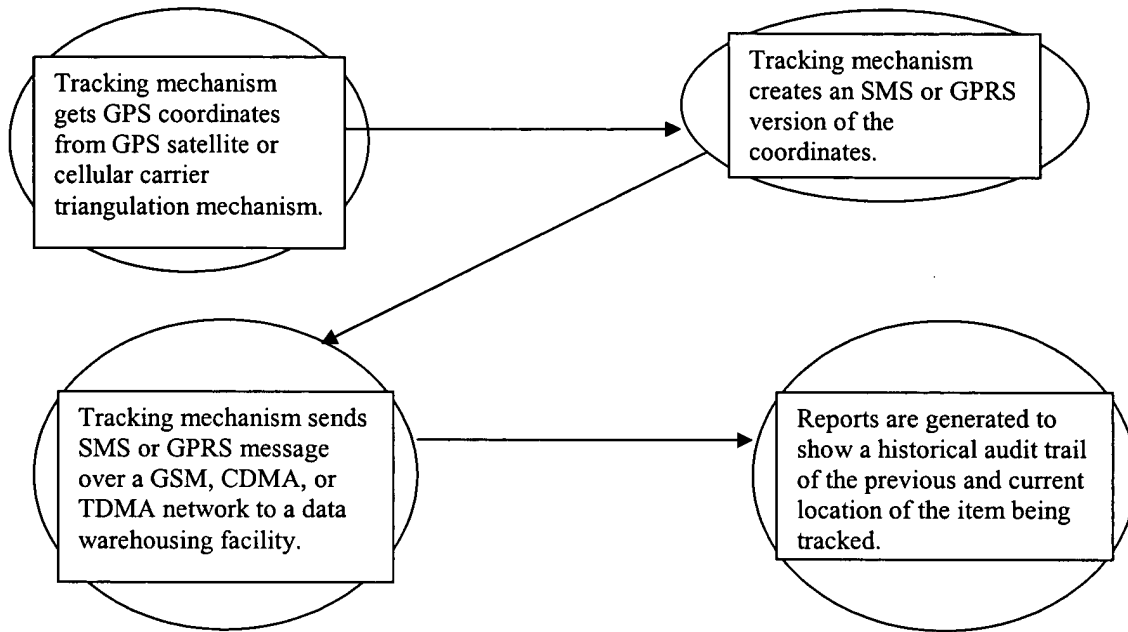 Tracking mechanism
gets GPS coordinates
from GPS satellite or
cellular carrier
triangulation mechanism.
Tracking mechanism
creates an SMS or GPRS
version of the
coordinates.
Tracking mechanism sends
SMS or GPRS message
over a GSM, CDMA, or
TDMA network to a data
warehousing facility.
Reports are generated to
show a historical audit trail
of the previous and current
location of the item being
tracked.